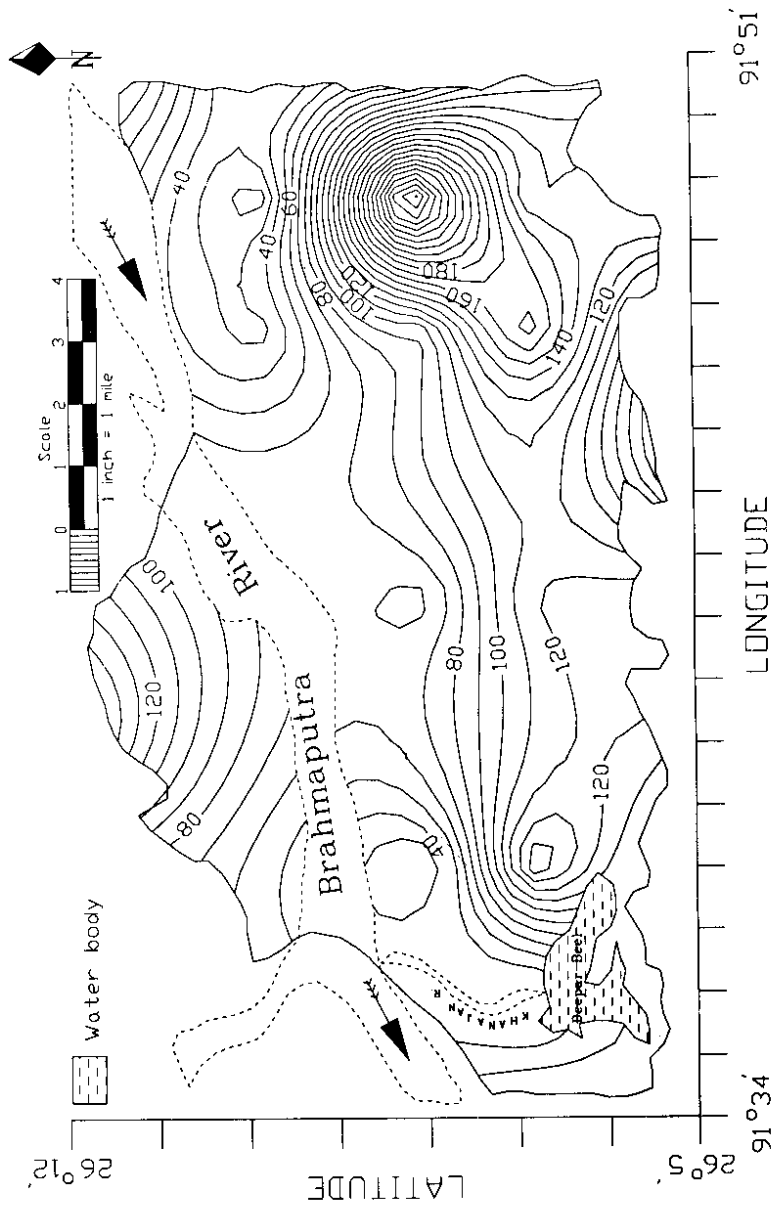 Water body
Scale
1 0 1 2 3 4
1 inch = 1 mile
N
26°12'
LATITUDE
26°5'
91°34'
LONGITUDE
91°51'
Brahmaputra
River
KHANAJAN R
Deepar Beel
100
120
80
40
40
40
60
80
100
120
180
160
140
120
80
100
120
120